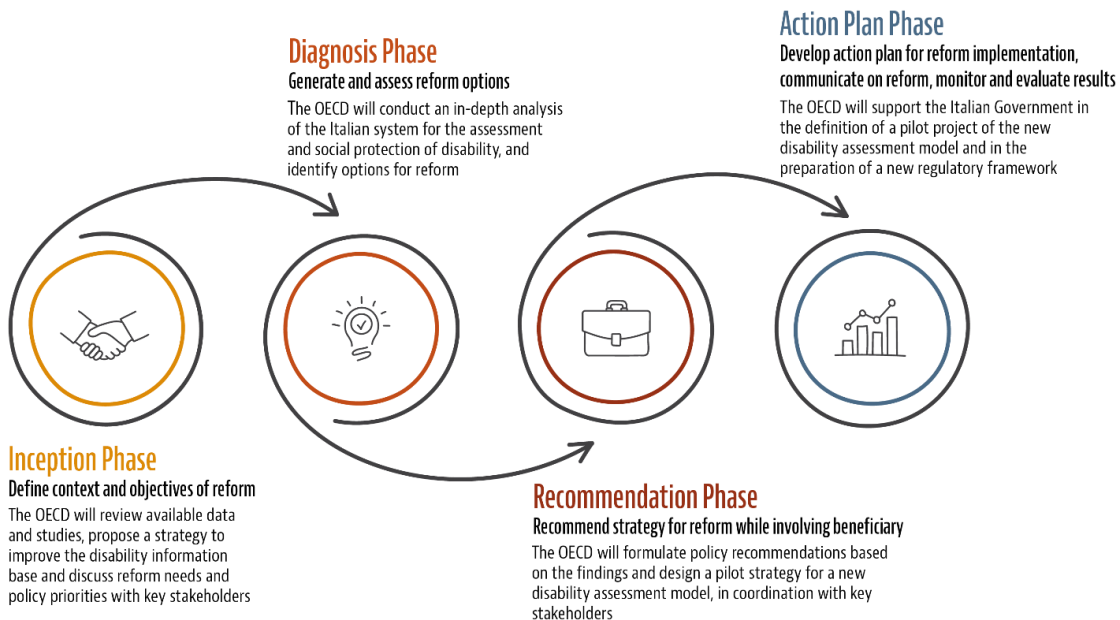 Inception Phase
Define context and objectives of reform
The OECD will review available data
and studies, propose a strategy to
improve the disability information
base and discuss reform needs and
policy priorities with key stakeholders
Diagnosis Phase
Generate and assess reform options
The OECD will conduct an in-depth analysis
of the Italian system for the assessment
and social protection of disability, and
identify options for reform
Recommendation Phase
Recommend strategy for reform while involving beneficiary
The OECD will formulate policy recommendations based
on the findings and design a pilot strategy for a new
disability assessment model, in coordination with key
stakeholders
Action Plan Phase
Develop action plan for reform implementation,
communicate on reform, monitor and evaluate results
The OECD will support the Italian Government in
the definition of a pilot project of the new
disability assessment model and in the
preparation of a new regulatory framework